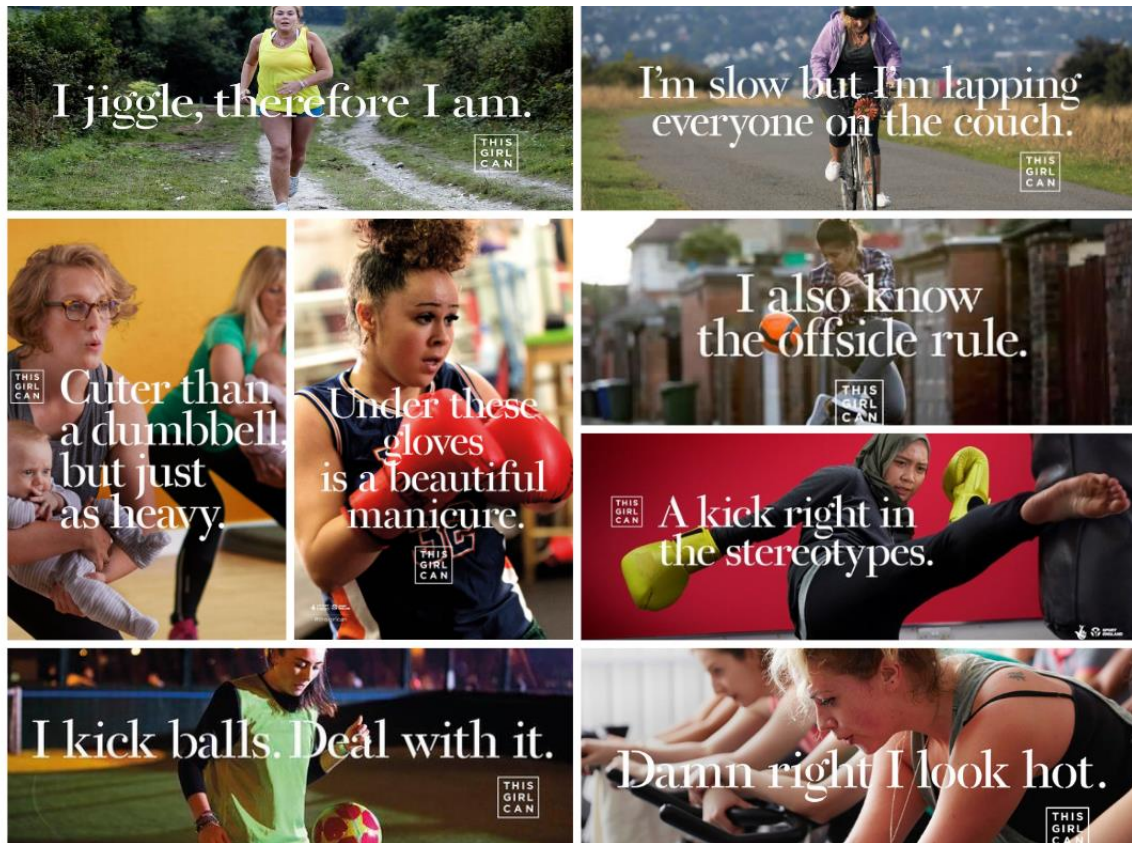 I jiggle, therefore I am.
THIS
GIRL
CAN
I'm slow but I'm lapping
everyone on the couch.
THIS
GIRL
CAN
THIS
GIRL
CAN
Cuter than
a dumbbell,
but just
as heavy.
Under these
gloves
is a beautiful
manicure.
THIS
GIRL
CAN
I also know
the offside rule.
THIS
GIRL
CAN
THIS
GIRL
CAN
A kick right in
the stereotypes.
SPORT
ENGLAND
I kick balls. Deal with it.
THIS
GIRL
CAN
Damn right I look hot.
THIS
GIRL
CAN